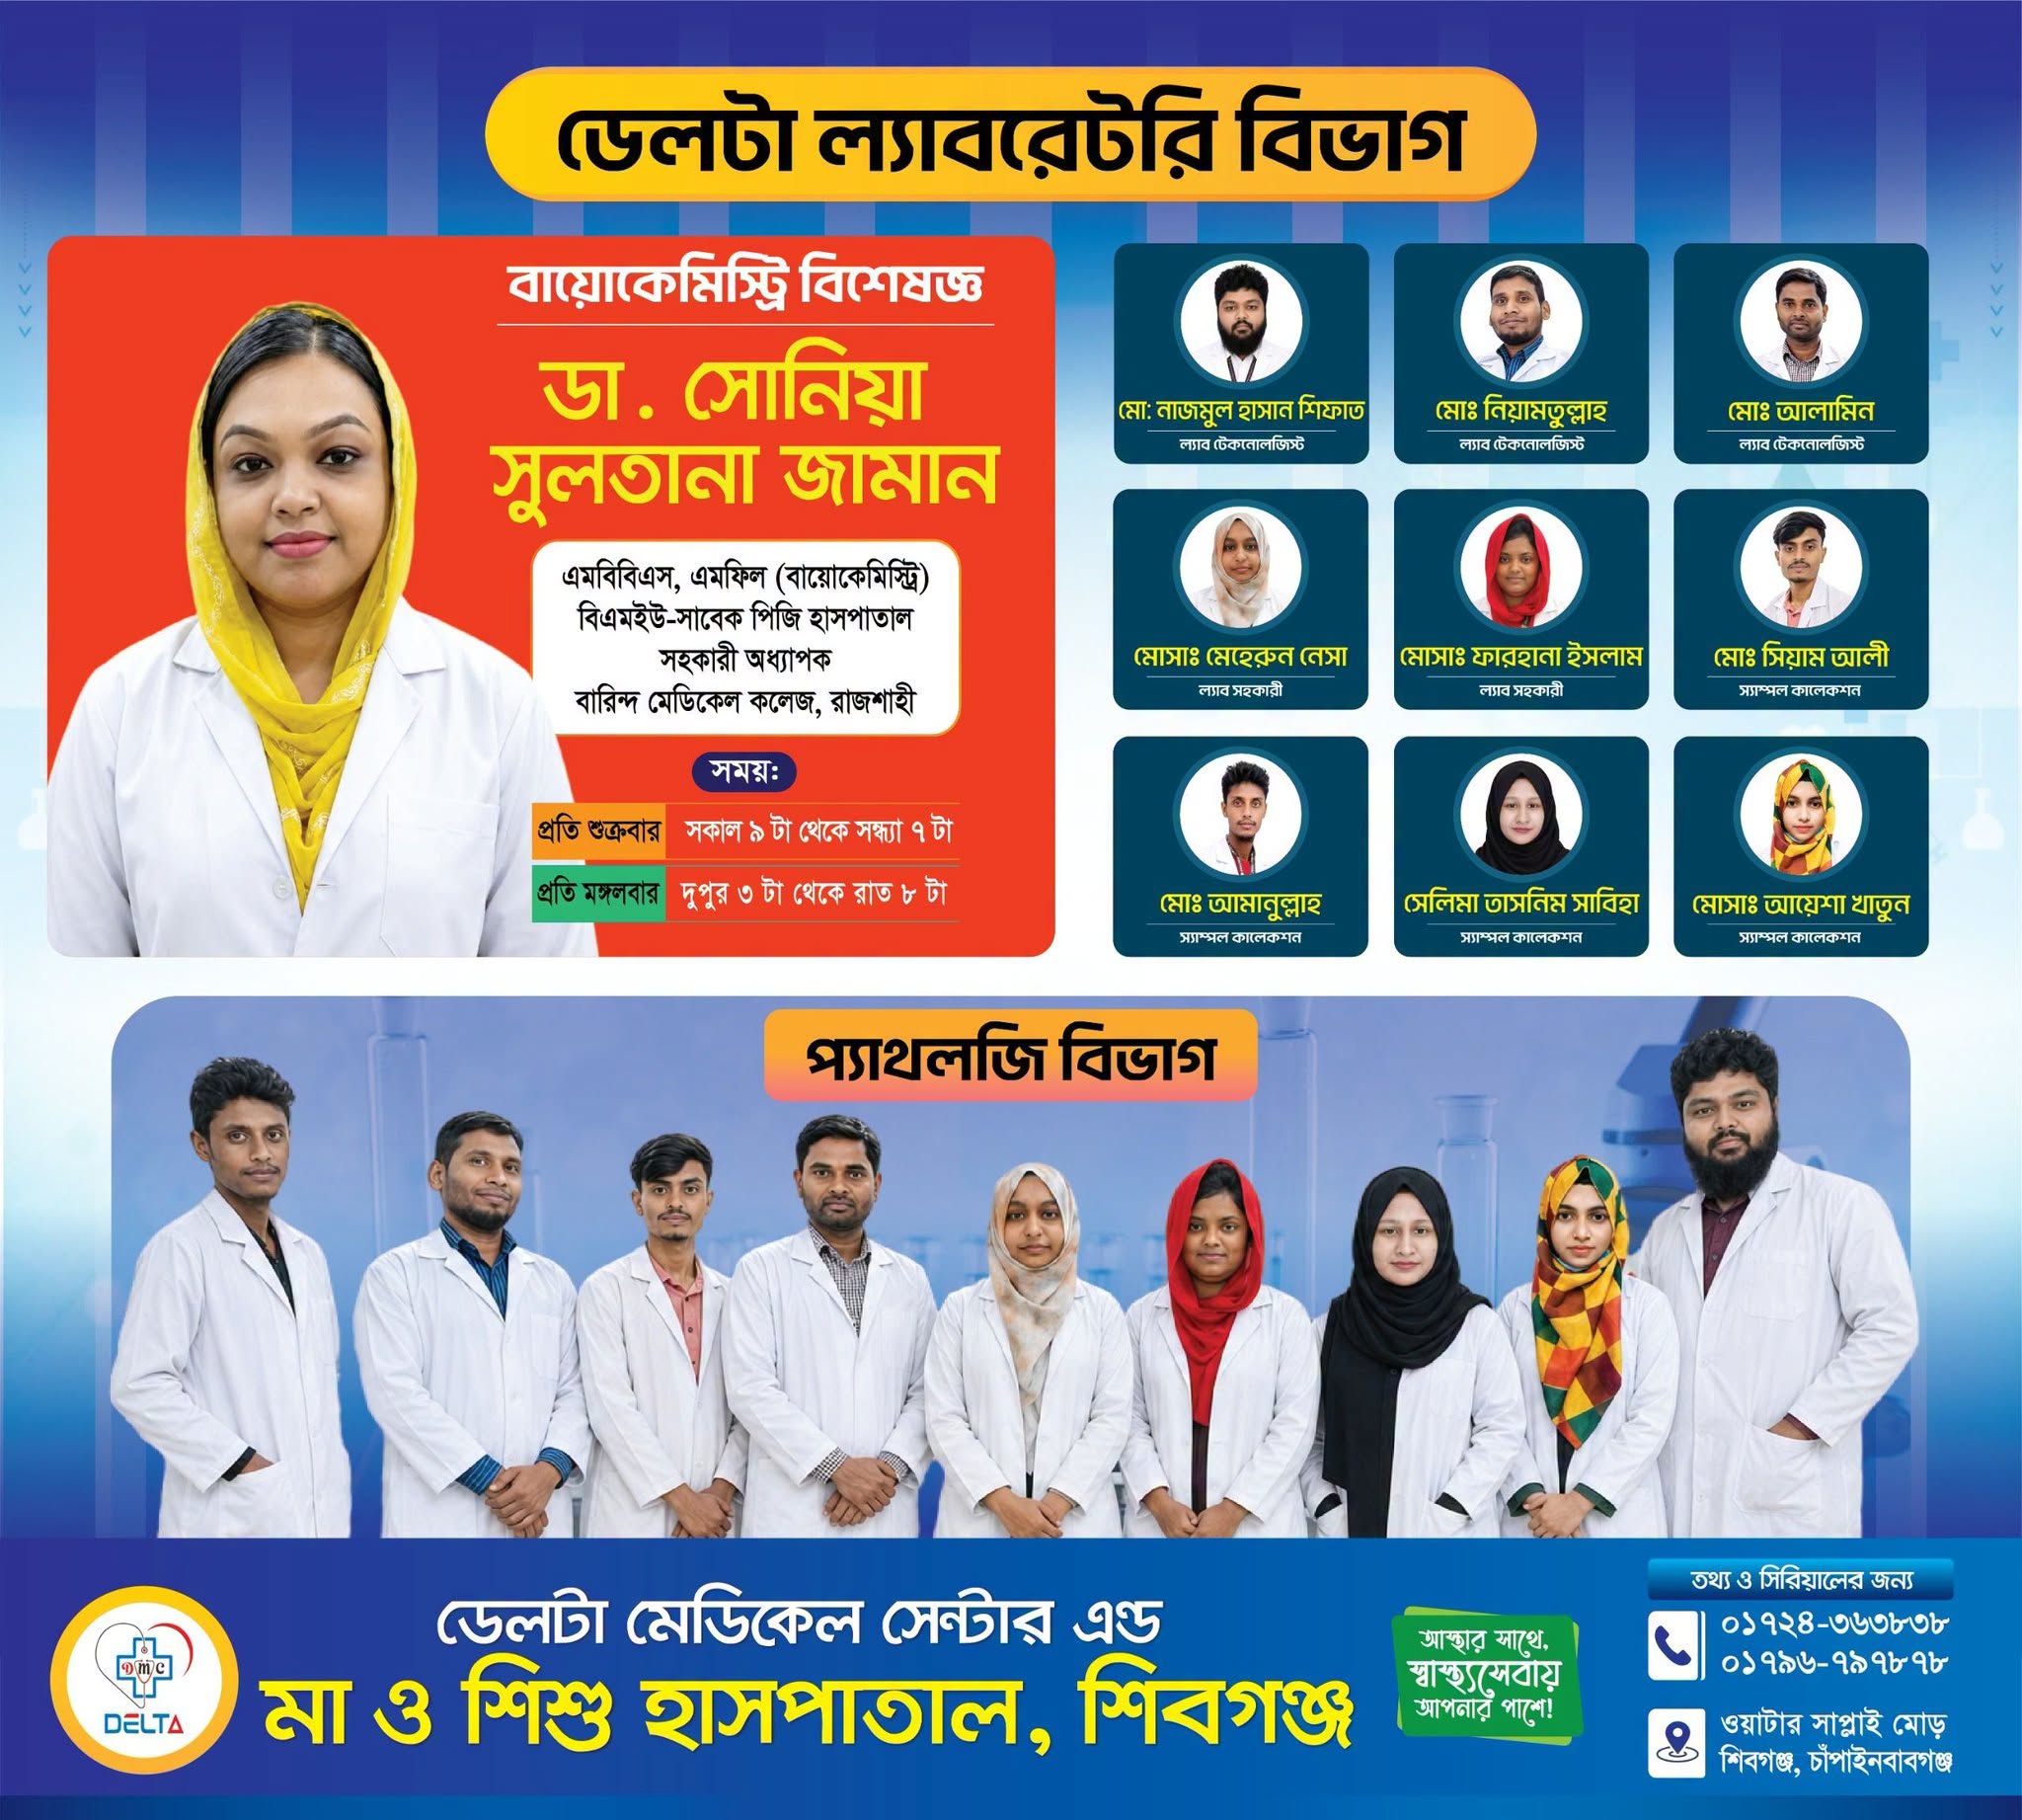 ডেলটা ল্যাবরেটরি বিভাগ
বায়োকেমিস্ট্রি বিশেষজ্ঞ
ডা. সোনিয়া
সুলতানা জামান
এমবিবিএস, এমফিল (বায়োকেমিস্ট্রি)
বিএমইউ-সাবেক পিজি হাসপাতাল
সহকারী অধ্যাপক
বারিন্দ মেডিকেল কলেজ, রাজশাহী
সময়:
প্রতি শুক্রবার সকাল ৯ টা থেকে সন্ধ্যা ৭ টা
প্রতি মঙ্গলবার দুপুর ৩ টা থেকে রাত ৮ টা
মো: নাজমুল হাসান শিফাত
ল্যাব টেকনোলজিস্ট
মোঃ নিয়ামতুল্লাহ
ল্যাব টেকনোলজিস্ট
মোঃ আলামিন
ল্যাব টেকনোলজিস্ট
মোসাঃ মেহেরুন নেসা
ল্যাব সহকারী
মোসাঃ ফারহানা ইসলাম
ল্যাব সহকারী
মোঃ সিয়াম আলী
স্যাম্পল কালেকশন
মোঃ আমানুল্লাহ
স্যাম্পল কালেকশন
সেলিমা তাসনিম সাবিহা
স্যাম্পল কালেকশন
মোসাঃ আয়েশা খাতুন
স্যাম্পল কালেকশন
প্যাথলজি বিভাগ
DMC
DELTA
ডেলটা মেডিকেল সেন্টার এন্ড
মা ও শিশু হাসপাতাল, শিবগঞ্জ
আস্থার সাথে,
স্বাস্থ্যসেবায়
আপনার পাশে!
তথ্য ও সিরিয়ালের জন্য
০১৭২৪-৩৬৩৮৩৮
০১৭৯৬-৭৯৭৮৭৮
ওয়াটার সাপ্লাই মোড়
শিবগঞ্জ, চাঁপাইনবাবগঞ্জ